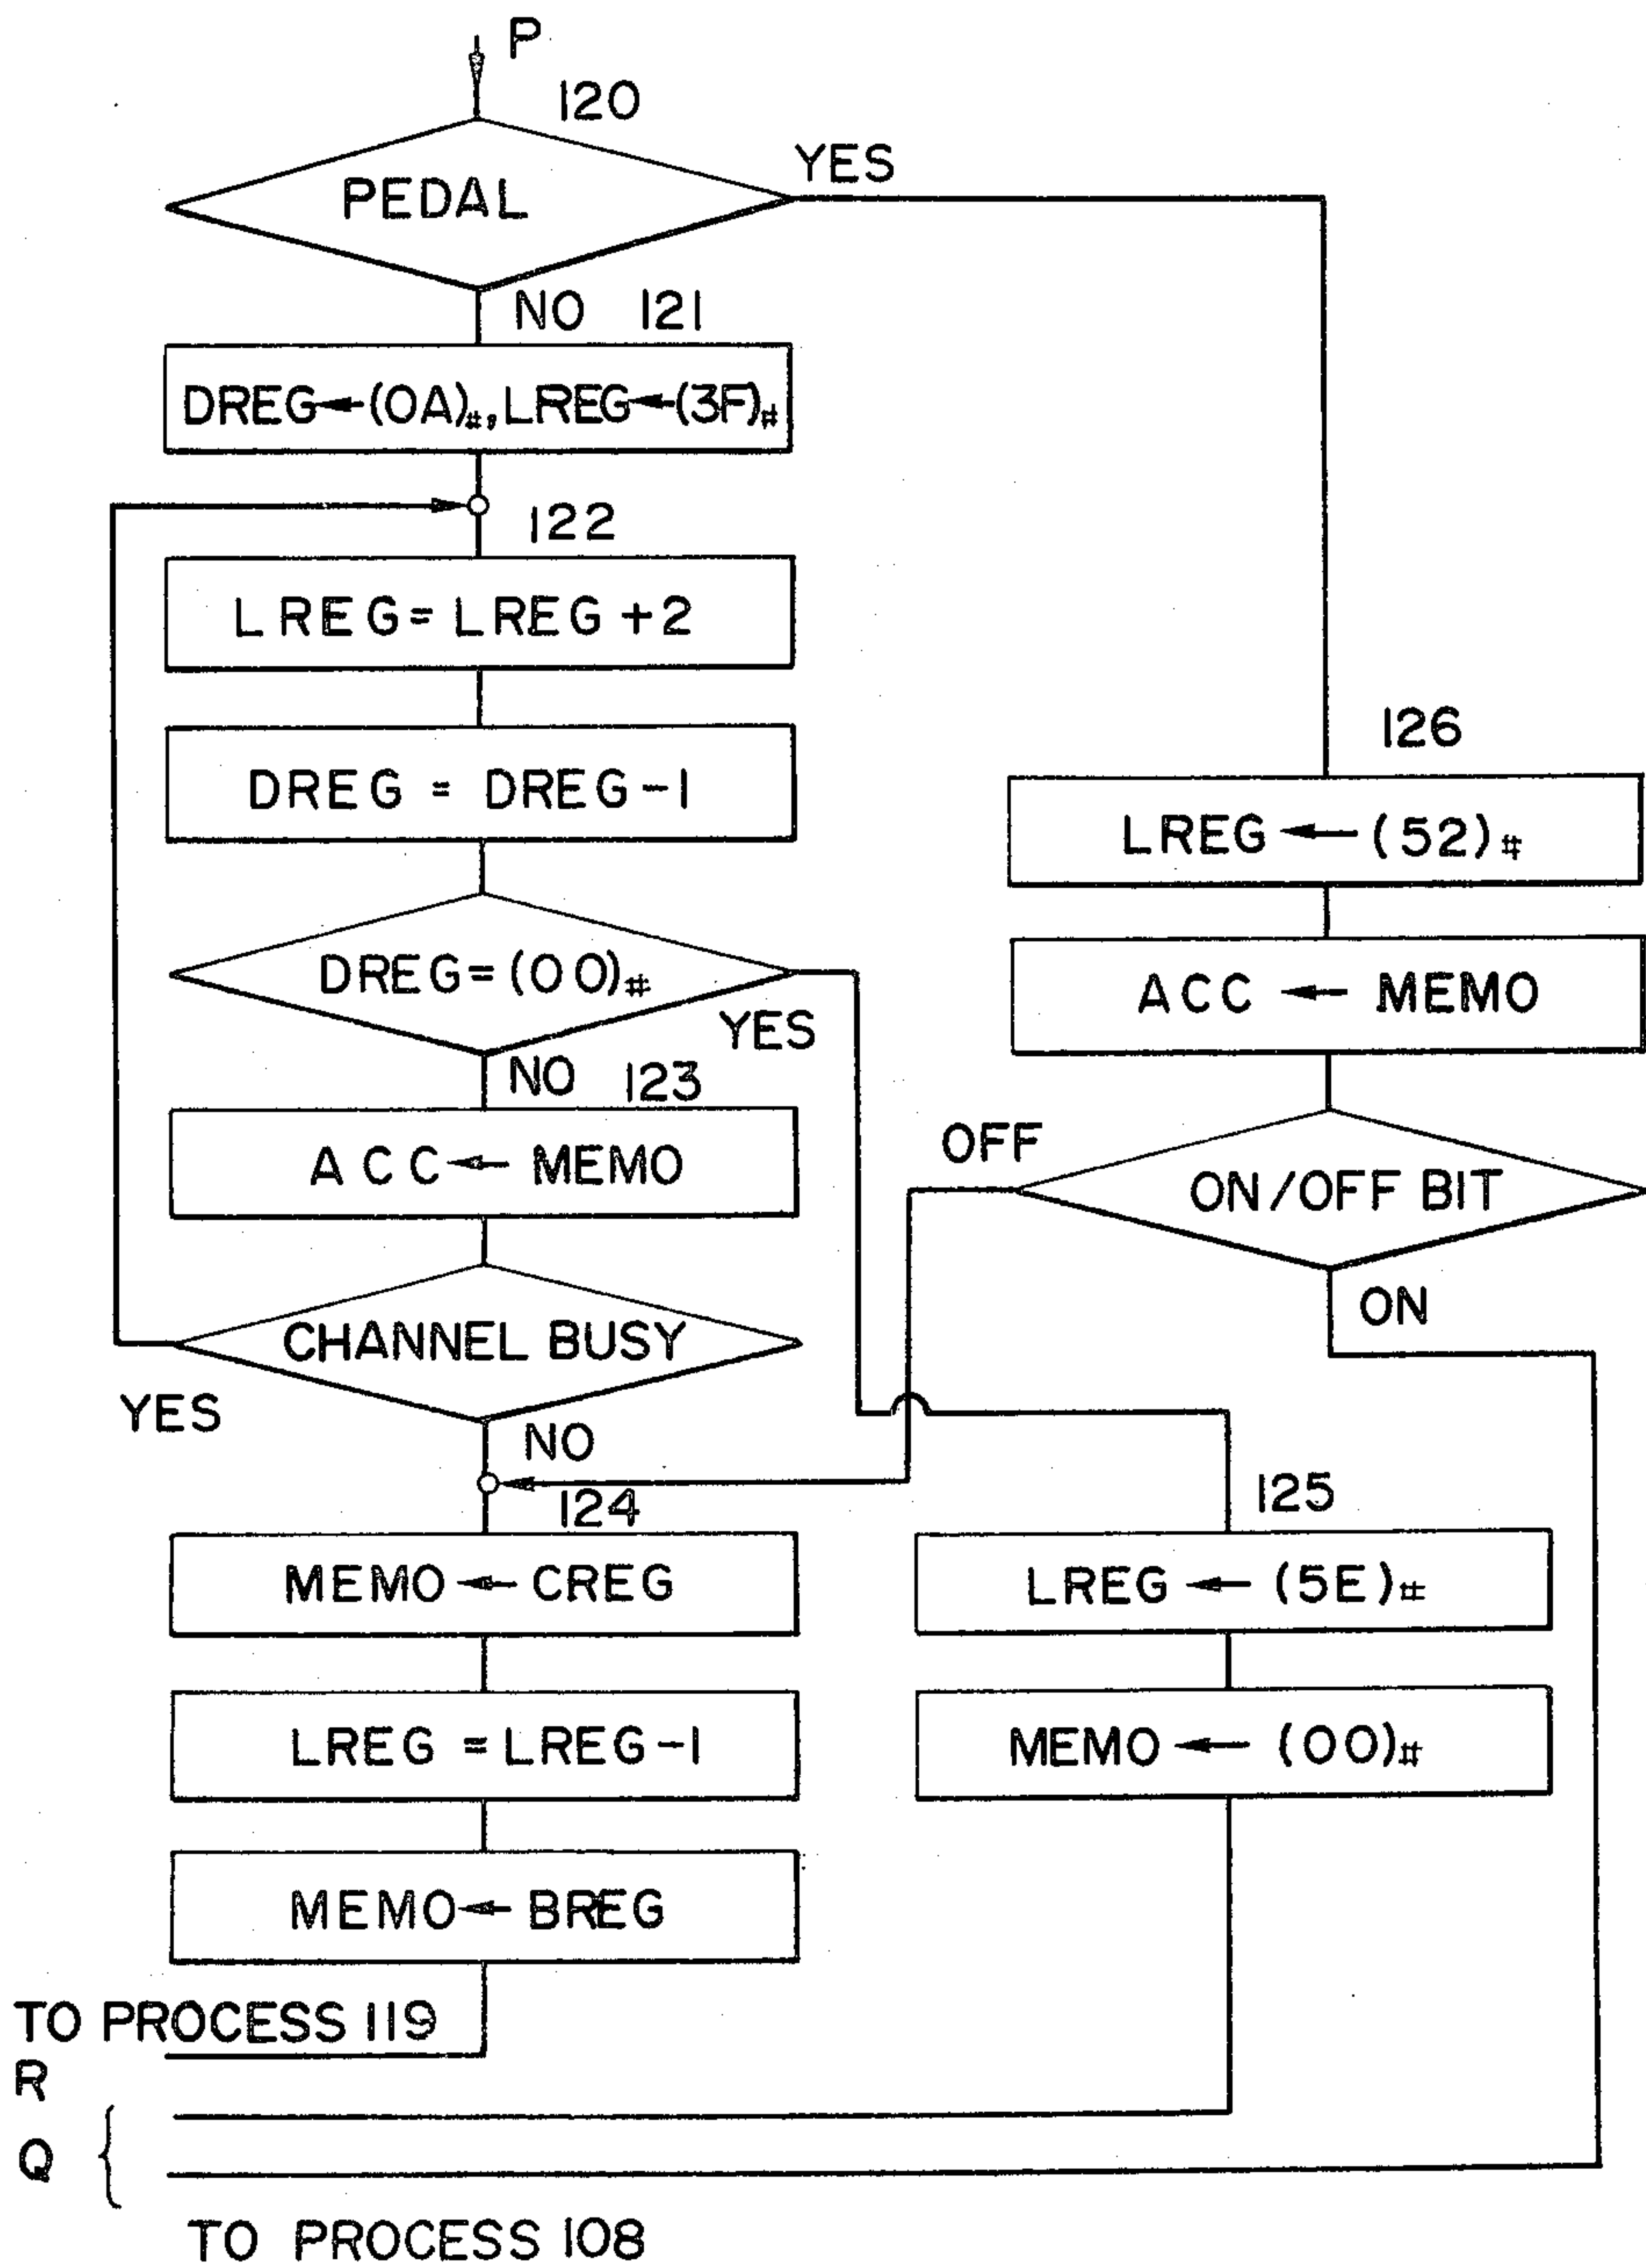 P
120
PEDAL
YES
NO 121
DREG←(0A)#, LREG←(3F)#
122
LREG = LREG + 2
DREG = DREG - 1
DREG = (00)#
YES
NO 123
ACC ← MEMO
CHANNEL BUSY
YES
NO
124
MEMO ← CREG
LREG = LREG - 1
MEMO ← BREG
126
LREG ← (52)#
ACC ← MEMO
OFF
ON/OFF BIT
ON
125
LREG ← (5E)#
MEMO ← (00)#
TO PROCESS 119
R
Q {
TO PROCESS 108